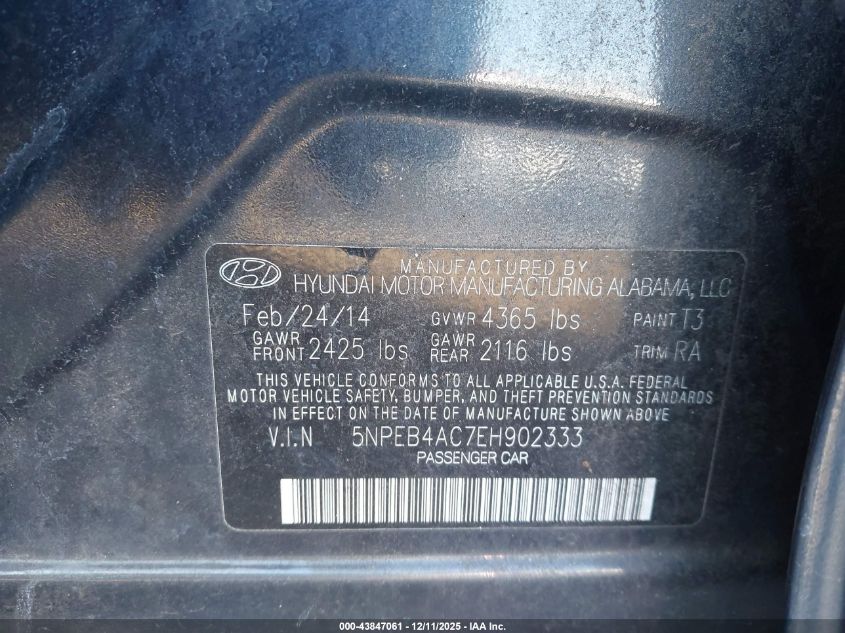 MANUFACTURED BY
HYUNDAI MOTOR MANUFACTURING ALABAMA, LLC
Feb/24/14 GVWR 4365 lbs PAINT T3
GAWR FRONT 2425 lbs GAWR REAR 2116 lbs TRIM RA
THIS VEHICLE CONFORMS TO ALL APPLICABLE U.S.A. FEDERAL
MOTOR VEHICLE SAFETY, BUMPER, AND THEFT PREVENTION STANDARDS
IN EFFECT ON THE DATE OF MANUFACTURE SHOWN ABOVE
V.I.N 5NPEB4AC7EH902333
PASSENGER CAR
000-43847061 - 12/11/2025 - IAA Inc.